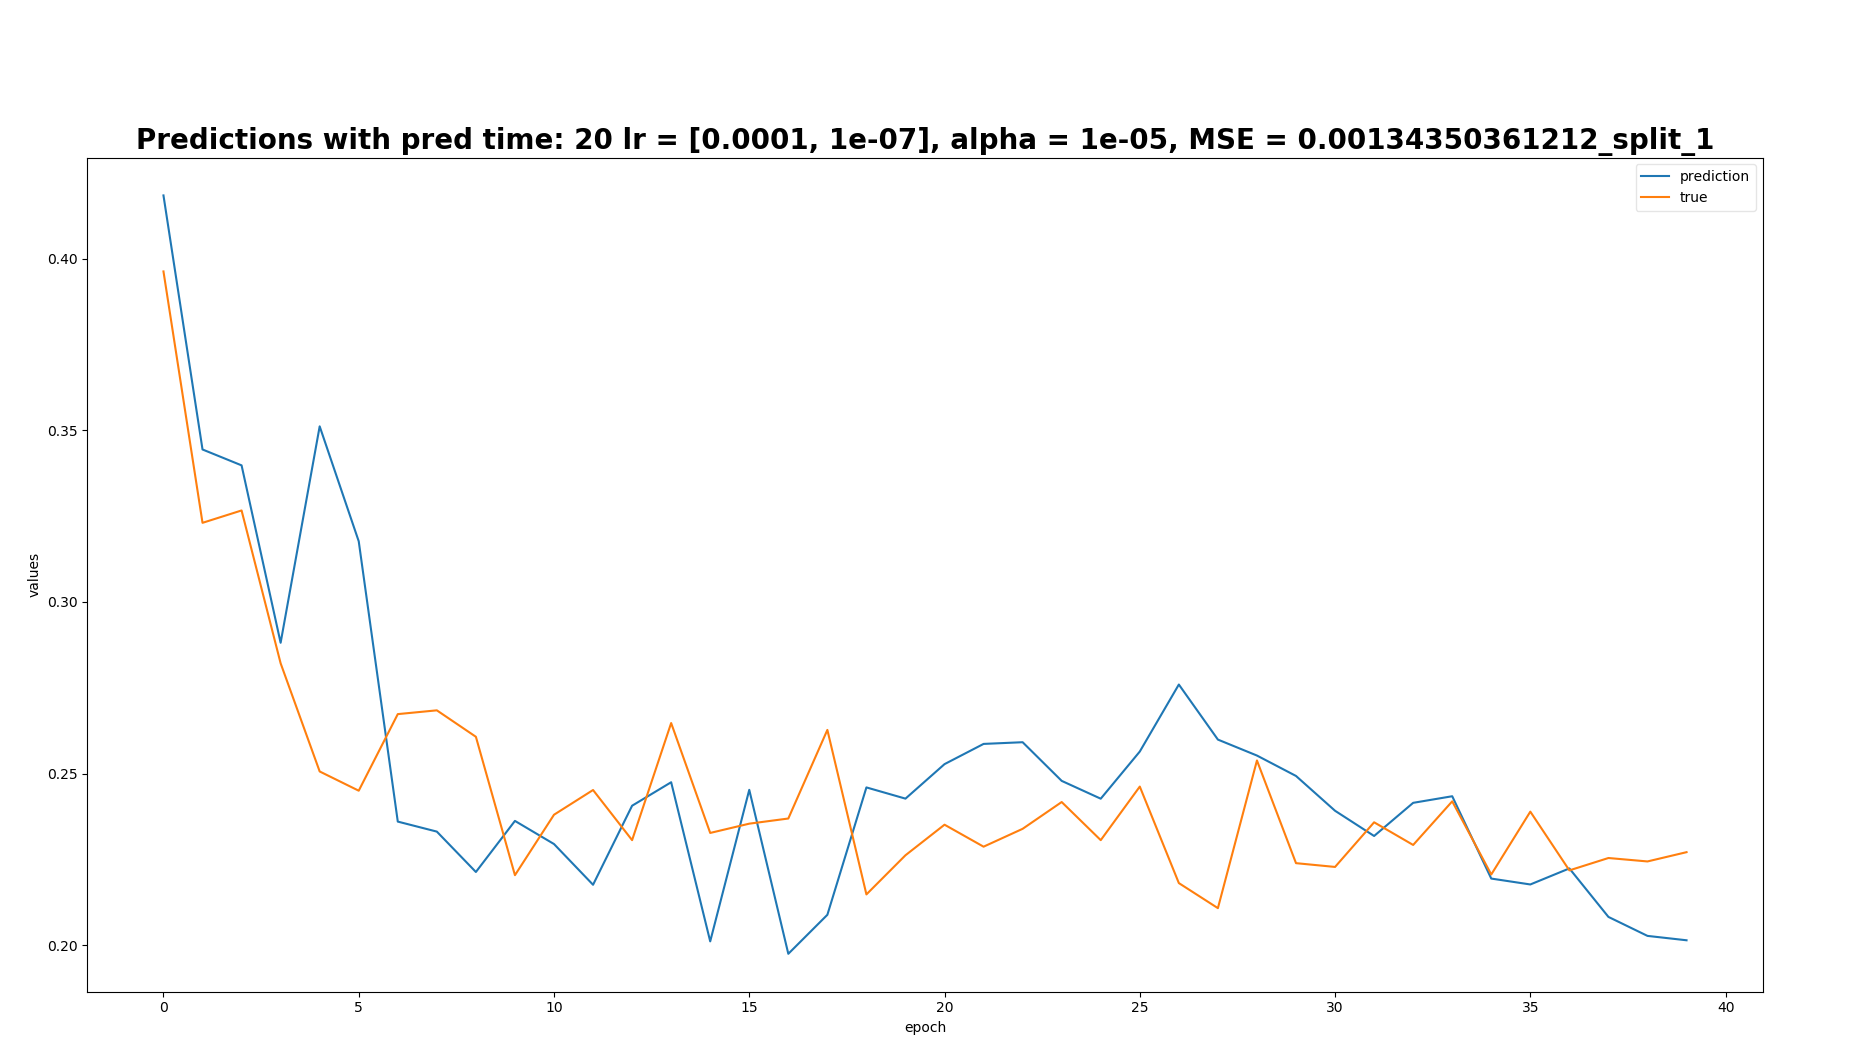 Predictions with pred time: 20 lr = [0.0001, 1e-07], alpha = 1e-05, MSE = 0.00134350361212_split_1
prediction
true
0.40
0.35
0.30
0.25
0.20
values
0 5 10 15 20 25 30 35 40
epoch